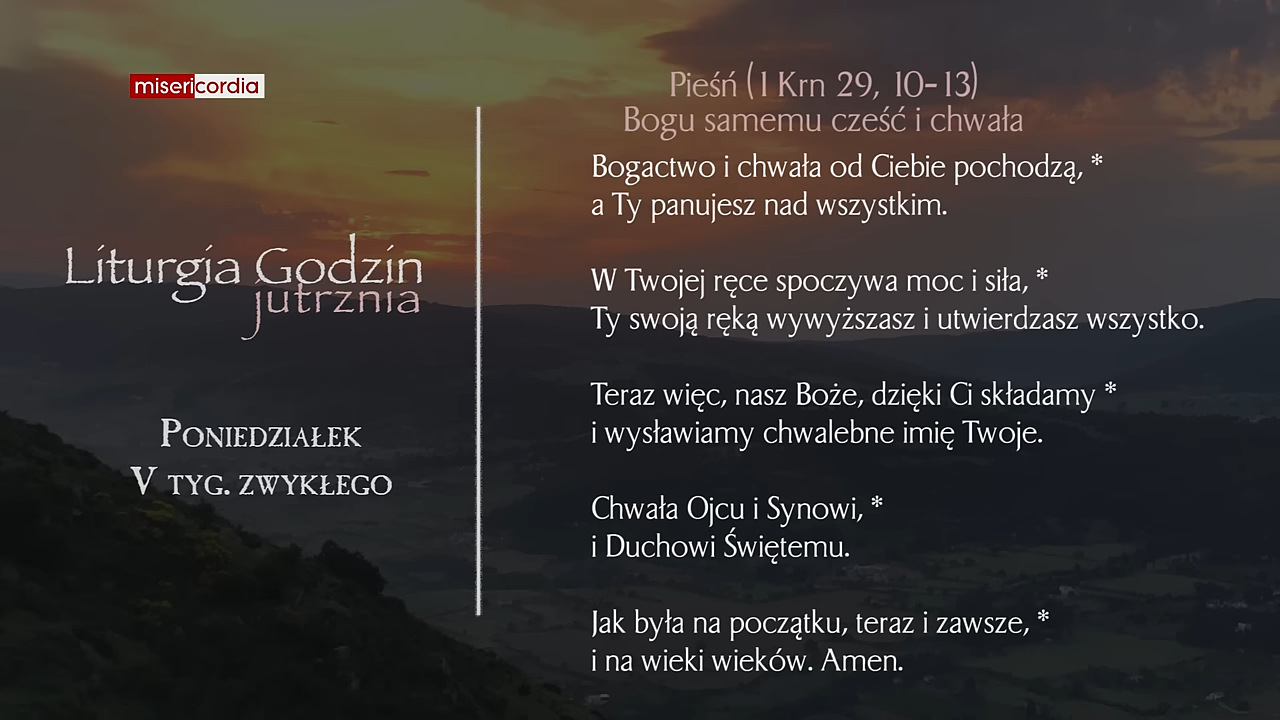 misericordia
Liturgia Godzin
jutrznia
Poniedziałek
V tyg. zwykłego
Pieśń (1 Krn 29, 10-13)
Bogu samemu cześć i chwała
Bogactwo i chwała od Ciebie pochodzą, *
a Ty panujesz nad wszystkim.
W Twojej ręce spoczywa moc i siła, *
Ty swoją ręką wywyższasz i utwierdzasz wszystko.
Teraz więc, nasz Boże, dzięki Ci składamy *
i wysławiamy chwalebne imię Twoje.
Chwała Ojcu i Synowi, *
i Duchowi Świętemu.
Jak była na początku, teraz i zawsze, *
i na wieki wieków. Amen.